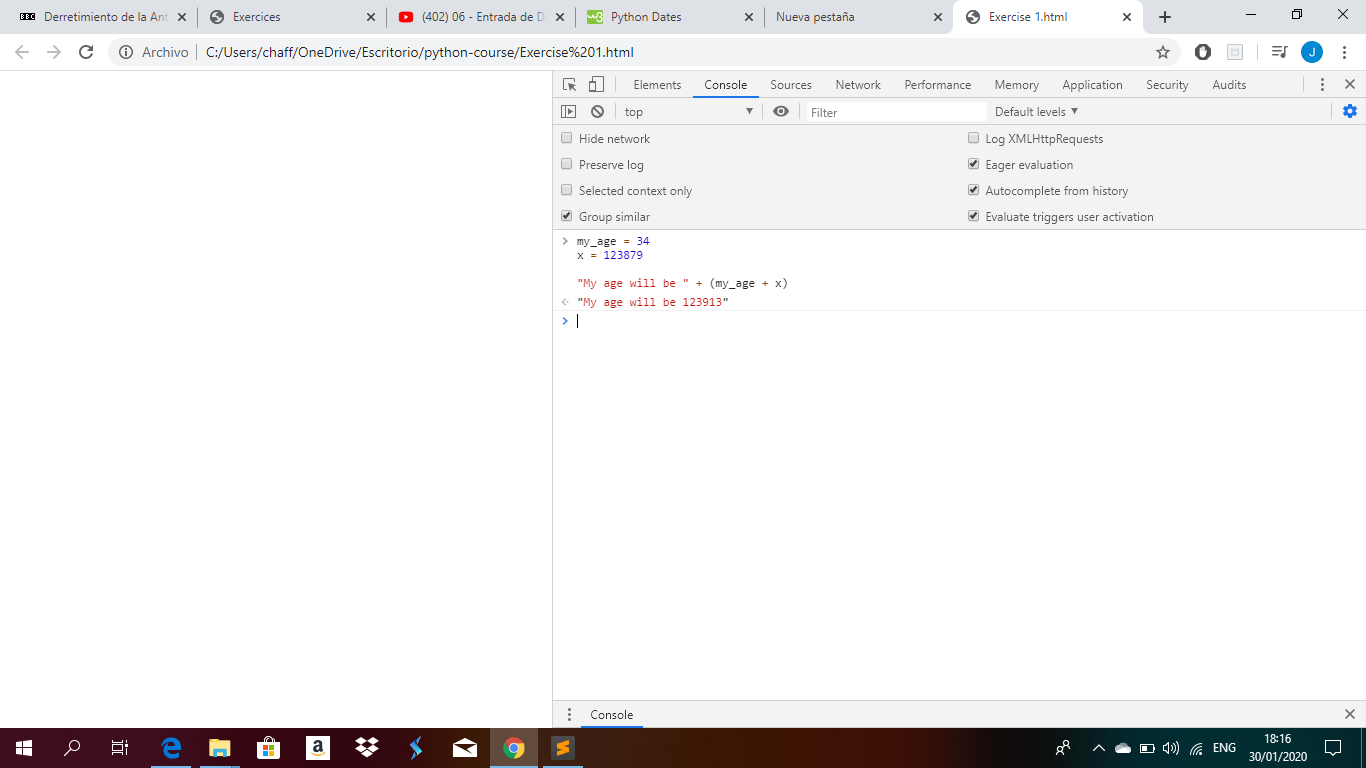 BBC Derretimiento de la Ant
Exercices
(402) 06 - Entrada de Da
Python Dates
Nueva pestaña
Exercise 1.html
Archivo C:/Users/chaff/OneDrive/Escritorio/python-course/Exercise%201.html
J
Elements Console Sources Network Performance Memory Application Security Audits
top Filter Default levels
Hide network Log XMLHttpRequests
Preserve log Eager evaluation
Selected context only Autocomplete from history
Group similar Evaluate triggers user activation
> my_age = 34
x = 123879
"My age will be " + (my_age + x)
"My age will be 123913"
>
Console
ENG 18:16
30/01/2020